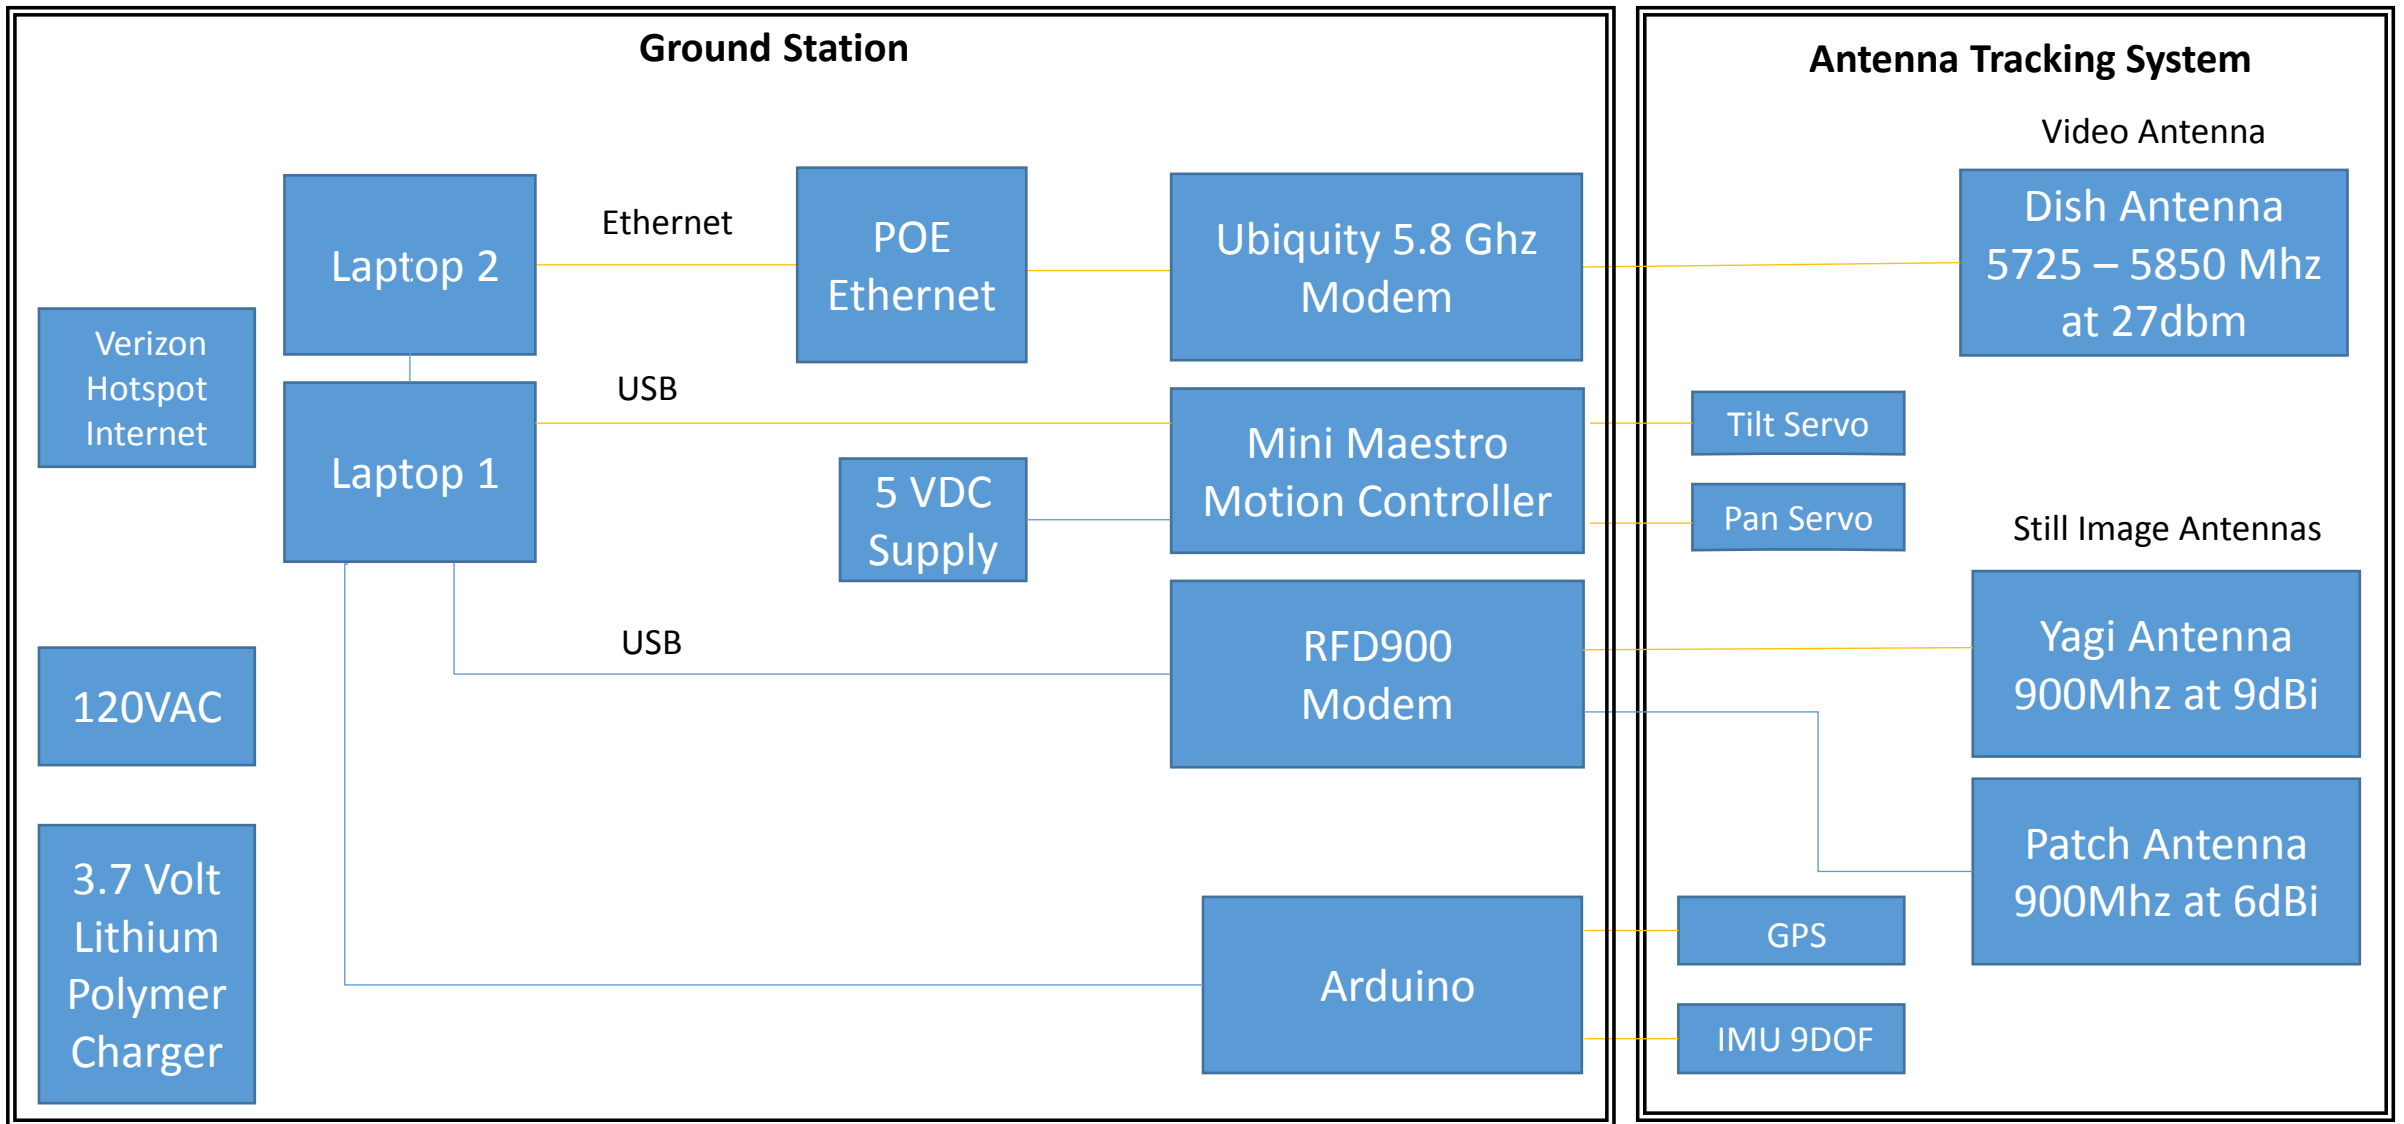 Ground Station
Laptop 2
Ethernet
POE
Ethernet
Ubiquity 5.8 Ghz
Modem
Verizon
Hotspot
Internet
Laptop 1
USB
5 VDC
Supply
Mini Maestro
Motion Controller
USB
RFD900
Modem
120VAC
3.7 Volt
Lithium
Polymer
Charger
Arduino
Antenna Tracking System
Video Antenna
Dish Antenna
5725 – 5850 Mhz
at 27dbm
Tilt Servo
Pan Servo
Still Image Antennas
Yagi Antenna
900Mhz at 9dBi
Patch Antenna
900Mhz at 6dBi
GPS
IMU 9DOF